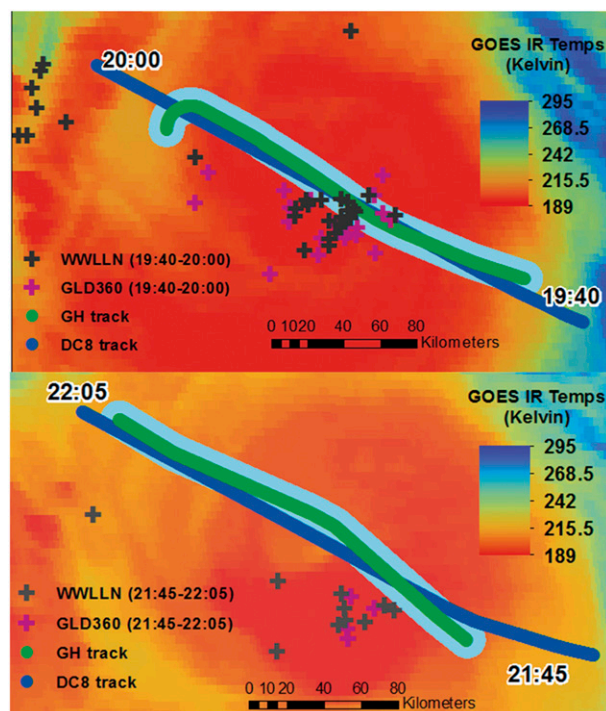 20:00
GOES IR Temps
(Kelvin)
295
268.5
242
215.5
189
WWLLN (19:40-20:00)
GLD360 (19:40-20:00)
GH track
DC8 track
19:40
0 10 20 40 60 80
Kilometers
22:05
GOES IR Temps
(Kelvin)
295
268.5
242
215.5
189
WWLLN (21:45-22:05)
GLD360 (21:45-22:05)
GH track
DC8 track
21:45
0 10 20 40 60 80
Kilometers